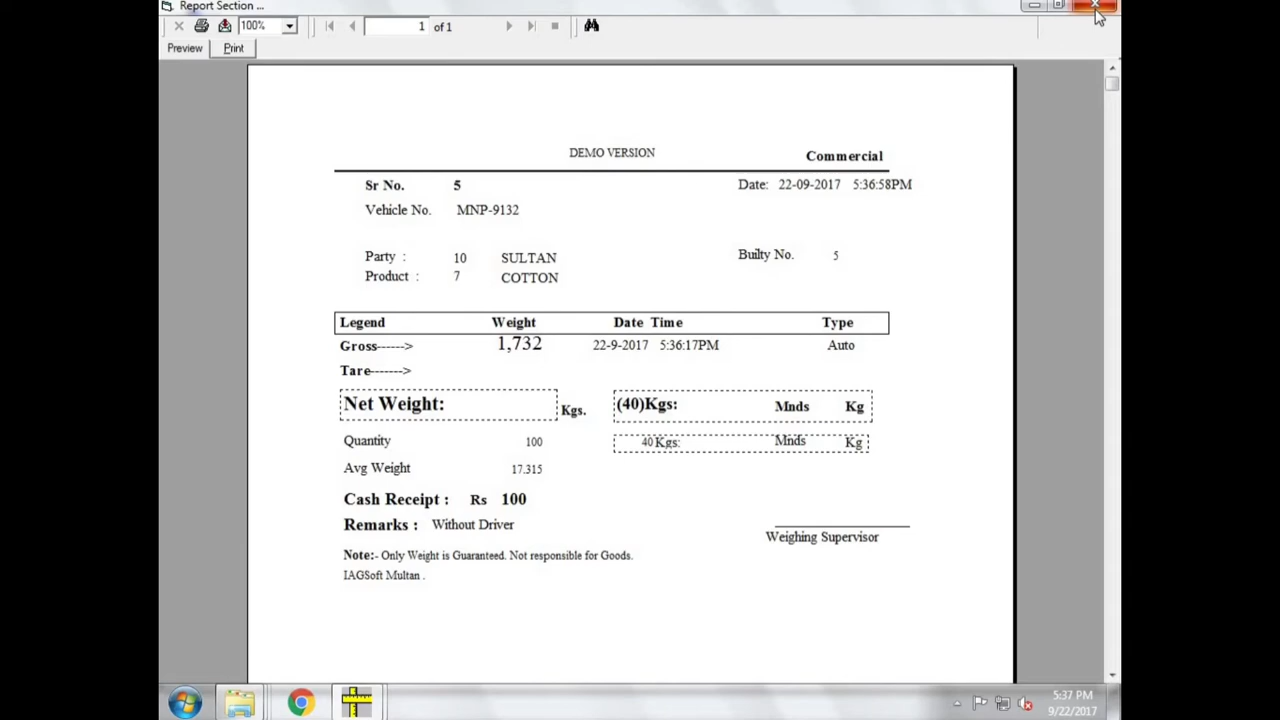 Report Section ...
100% 1 of 1
Preview Print
DEMO VERSION Commercial
Sr No. 5 Date: 22-09-2017 5:36:58PM
Vehicle No. MNP-9132
Party : 10 SULTAN Builty No. 5
Product : 7 COTTON
Legend Weight Date Time Type
Gross------> 1,732 22-9-2017 5:36:17PM Auto
Tare------->
Net Weight: Kgs. (40)Kgs: Mnds Kg
Quantity 100 40 Kgs: Mnds Kg
Avg Weight 17.315
Cash Receipt : Rs 100
Remarks : Without Driver
Weighing Supervisor
Note:- Only Weight is Guaranteed. Not responsible for Goods.
IAGSoft Multan .
5:37 PM
9/22/2017